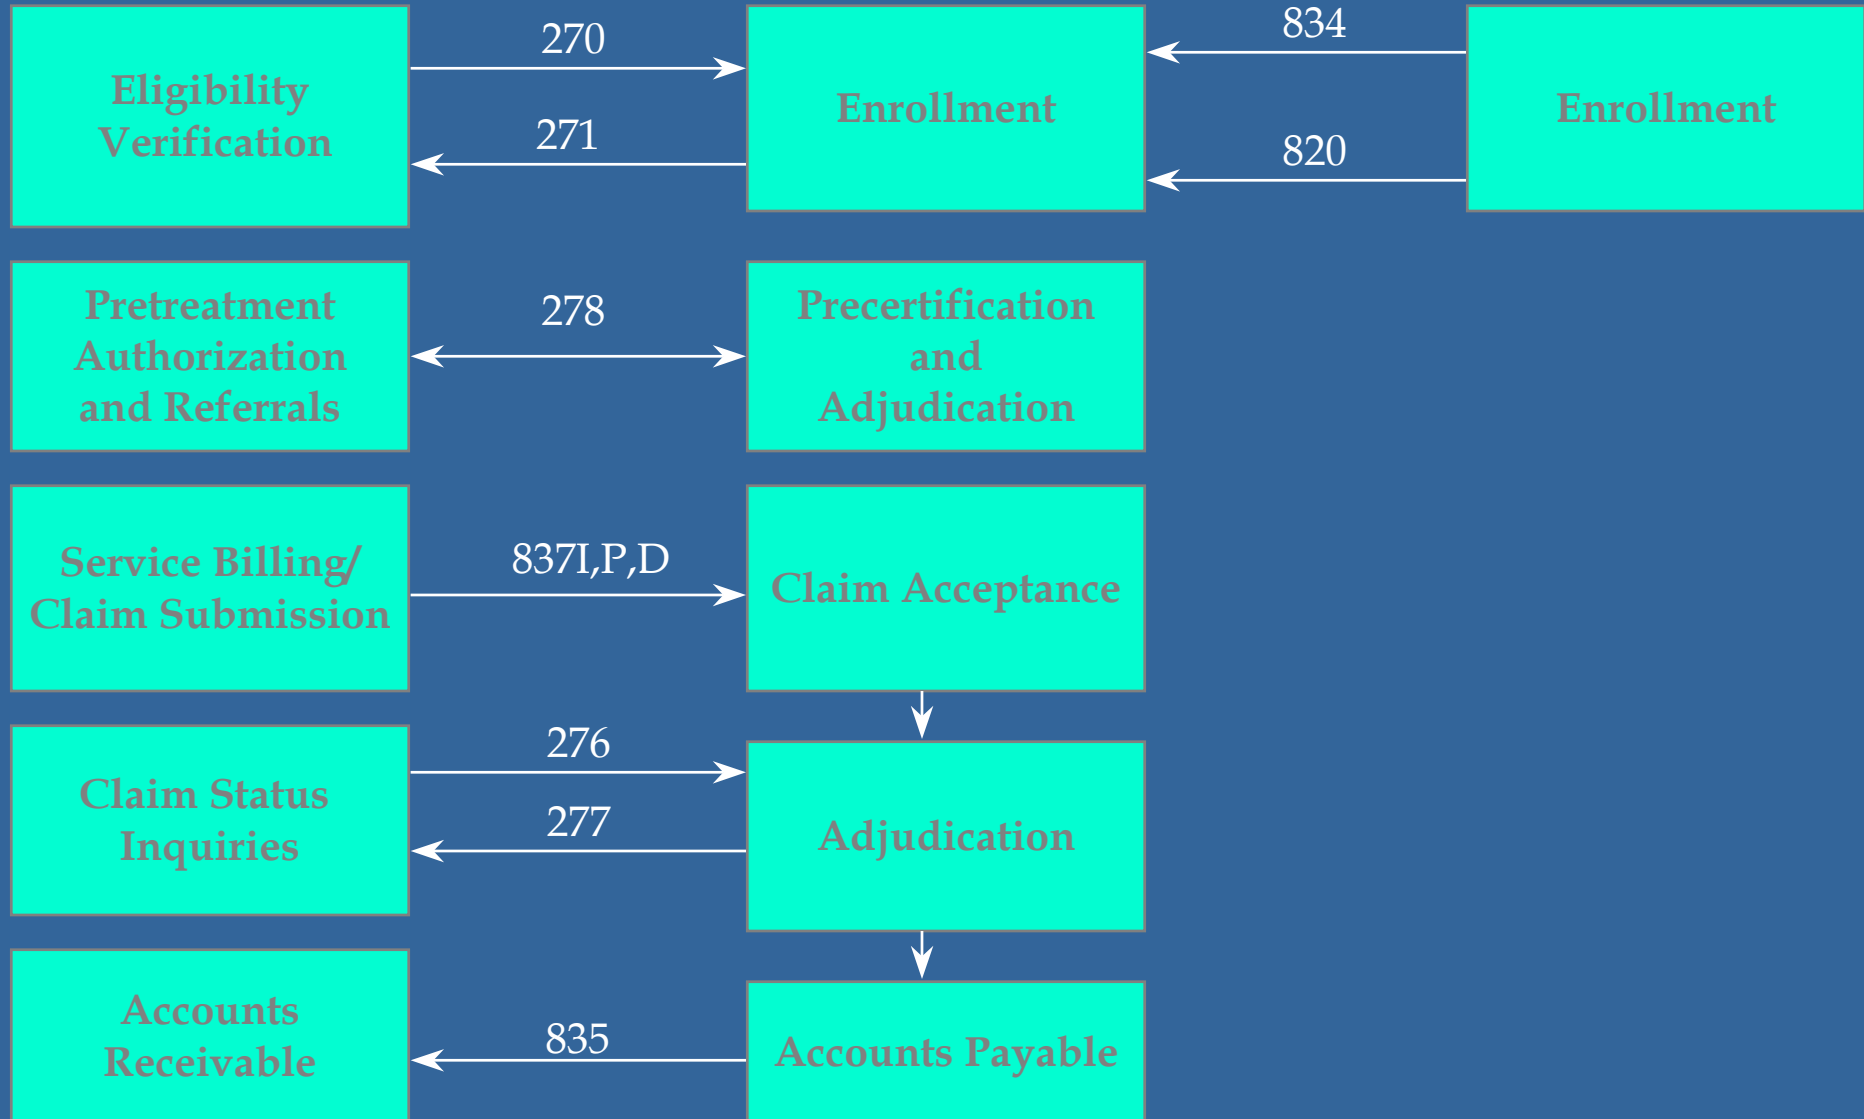 Eligibility
Verification
270
271
Enrollment
834
820
Enrollment
Pretreatment
Authorization
and Referrals
278
Precertification
and
Adjudication
Service Billing/
Claim Submission
837I,P,D
Claim Acceptance
Claim Status
Inquiries
276
277
Adjudication
Accounts
Receivable
835
Accounts Payable